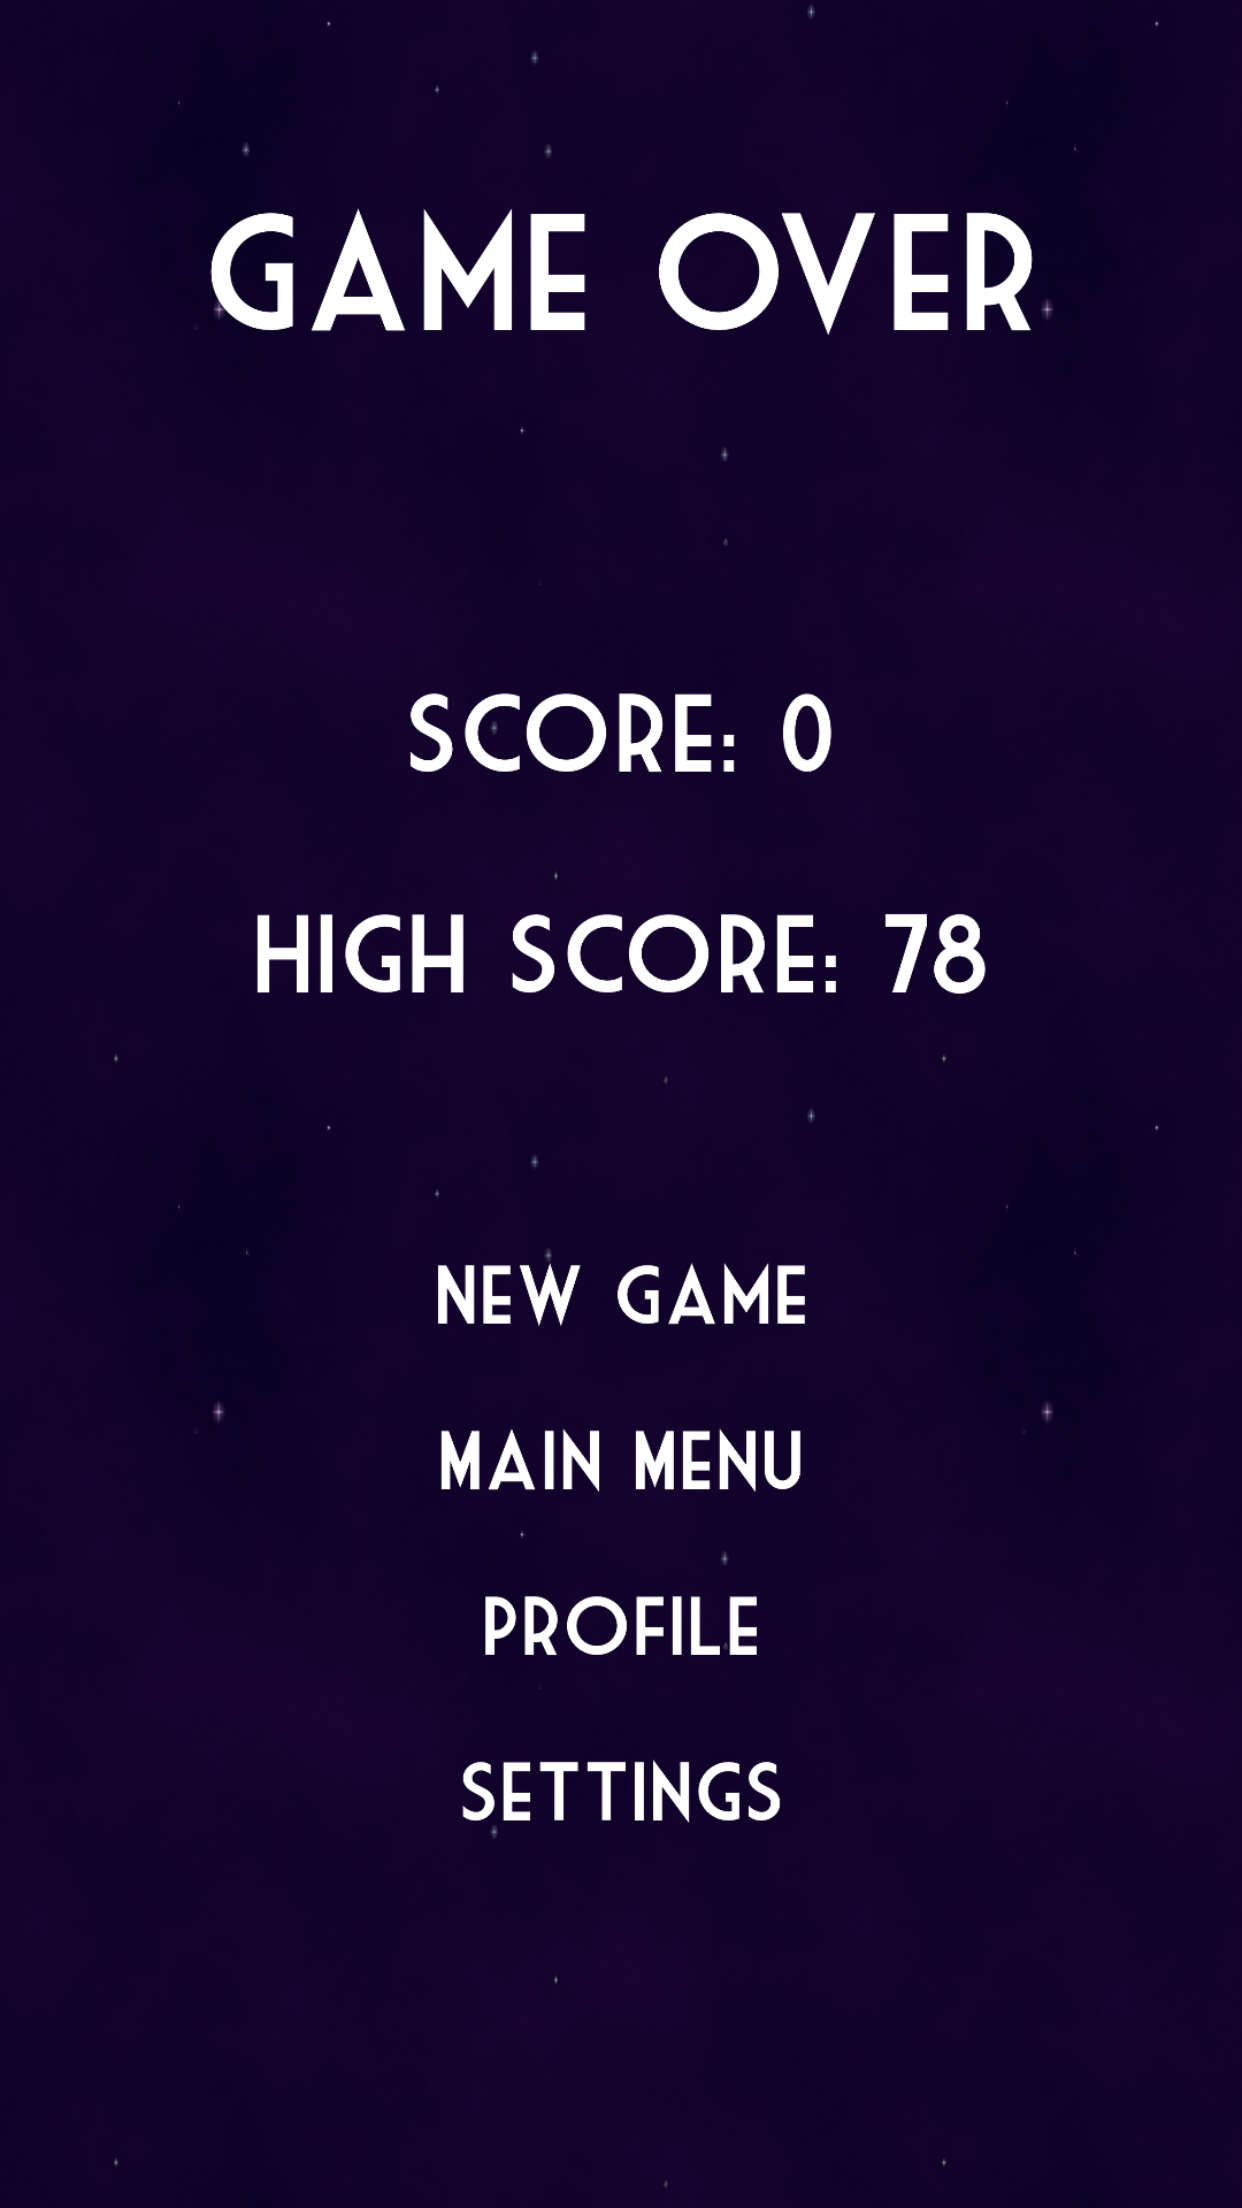 GAME OVER
SCORE: 0
HIGH SCORE: 78
NEW GAME
MAIN MENU
PROFILE
SETTINGS